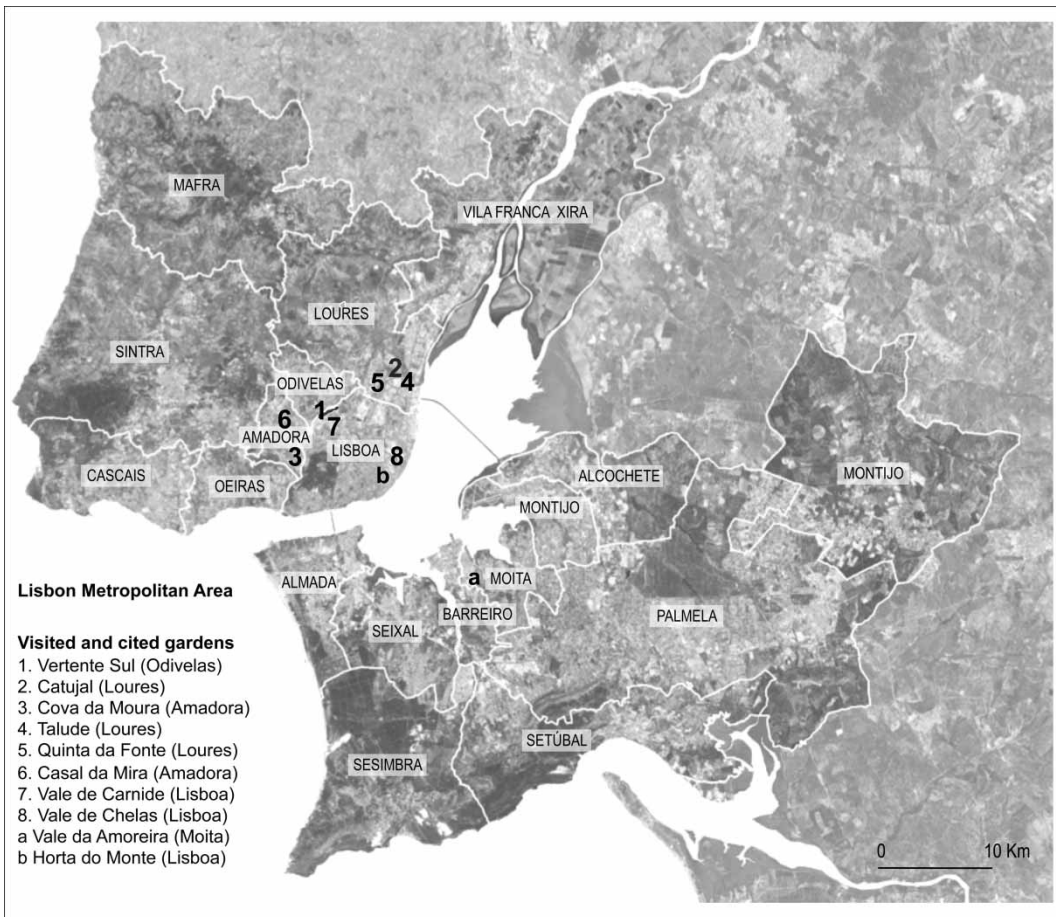 MAFRA
VILA FRANCA XIRA
LOURES
SINTRA
2
5 4
ODIVELAS
1
6
7
AMADORA
LISBOA
3
8
CASCAIS
OEIRAS
b
ALCOCHETE
MONTIJO
MONTIJO
ALMADA
a MOITA
BARREIRO
SEIXAL
PALMELA
SETÚBAL
SESIMBRA
Lisbon Metropolitan Area
Visited and cited gardens
1. Vertente Sul (Odivelas)
2. Catujal (Loures)
3. Cova da Moura (Amadora)
4. Talude (Loures)
5. Quinta da Fonte (Loures)
6. Casal da Mira (Amadora)
7. Vale de Carnide (Lisboa)
8. Vale de Chelas (Lisboa)
a Vale da Amoreira (Moita)
b Horta do Monte (Lisboa)
0 10 Km